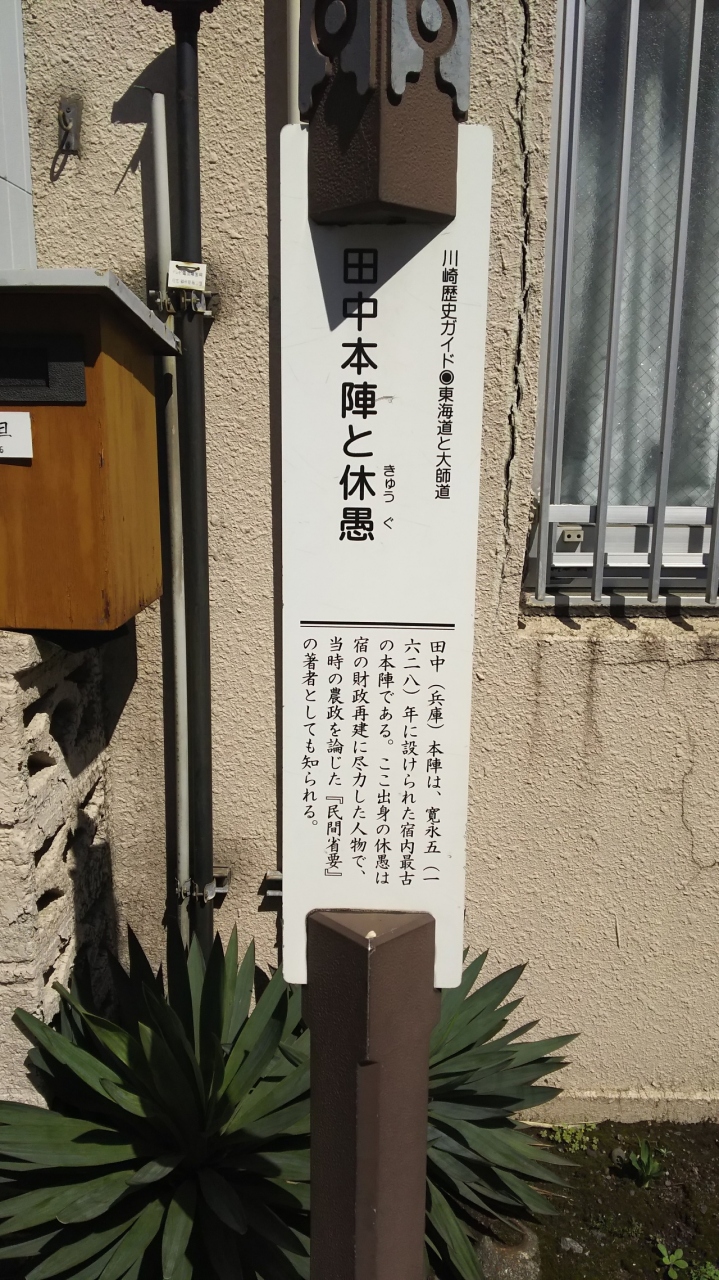 川崎歴史ガイド◉東海道と大師道
田中本陣と休愚
きゅうぐ
田中（兵庫）本陣は、寛永五（一
六二八）年に設けられた宿内最古
の本陣である。ここ出身の休愚は
宿の財政再建に尽力した人物で、
当時の農政を論じた『民間省要』
の著者としても知られる。